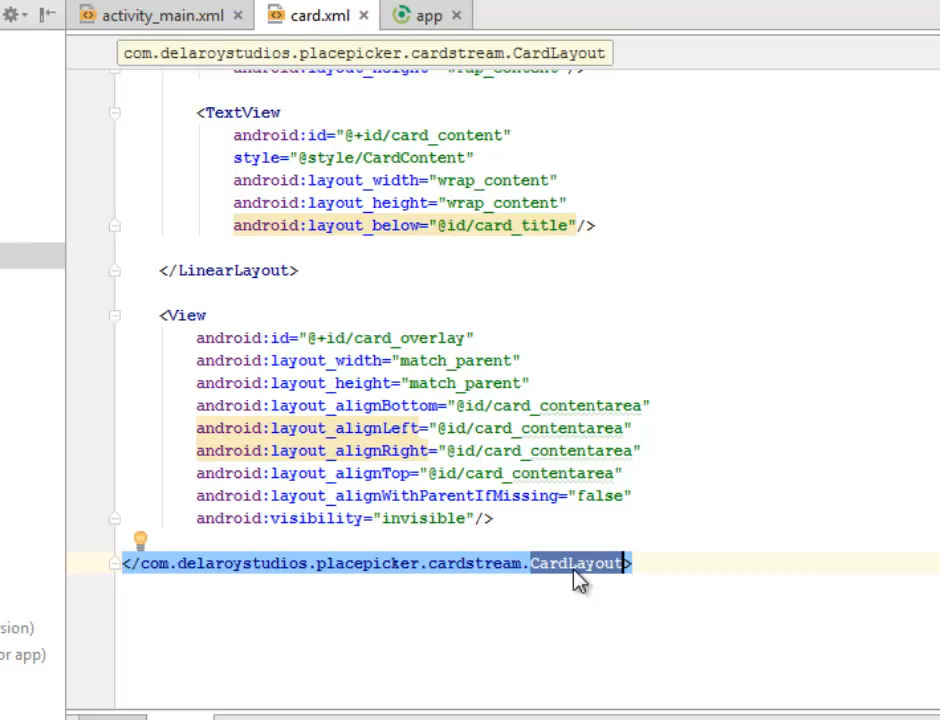 activity_main.xml card.xml app
com.delaroystudios.placepicker.cardstream.CardLayout
<TextView
android:id="@+id/card_content"
style="@style/CardContent"
android:layout_width="wrap_content"
android:layout_height="wrap_content"
android:layout_below="@id/card_title"/>
</LinearLayout>
<View
android:id="@+id/card_overlay"
android:layout_width="match_parent"
android:layout_height="match_parent"
android:layout_alignBottom="@id/card_contentarea"
android:layout_alignLeft="@id/card_contentarea"
android:layout_alignRight="@id/card_contentarea"
android:layout_alignTop="@id/card_contentarea"
android:layout_alignWithParentIfMissing="false"
android:visibility="invisible"/>
</com.delaroystudios.placepicker.cardstream.CardLayout>
sion)
or app)